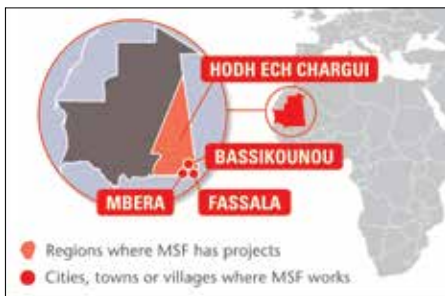 HODH ECH CHARGUI
BASSIKOUNOU
MBERA
FASSALA
Regions where MSF has projects
Cities, towns or villages where MSF works